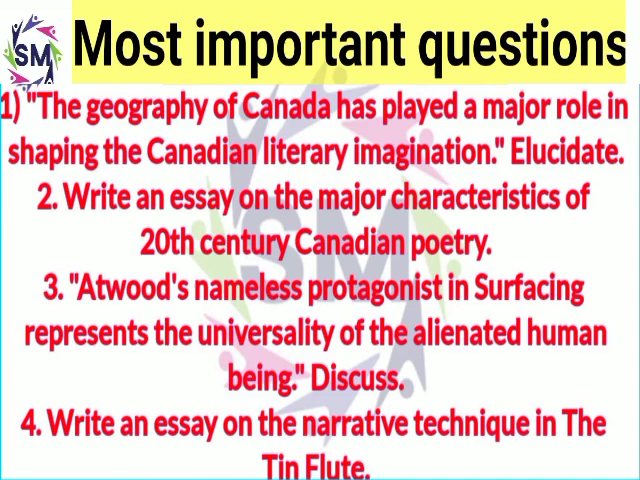 SM
Most important questions
1) "The geography of Canada has played a major role in
shaping the Canadian literary imagination." Elucidate.
2. Write an essay on the major characteristics of
20th century Canadian poetry.
3. "Atwood's nameless protagonist in Surfacing
represents the universality of the alienated human
being." Discuss.
4. Write an essay on the narrative technique in The
Tin Flute.
SM